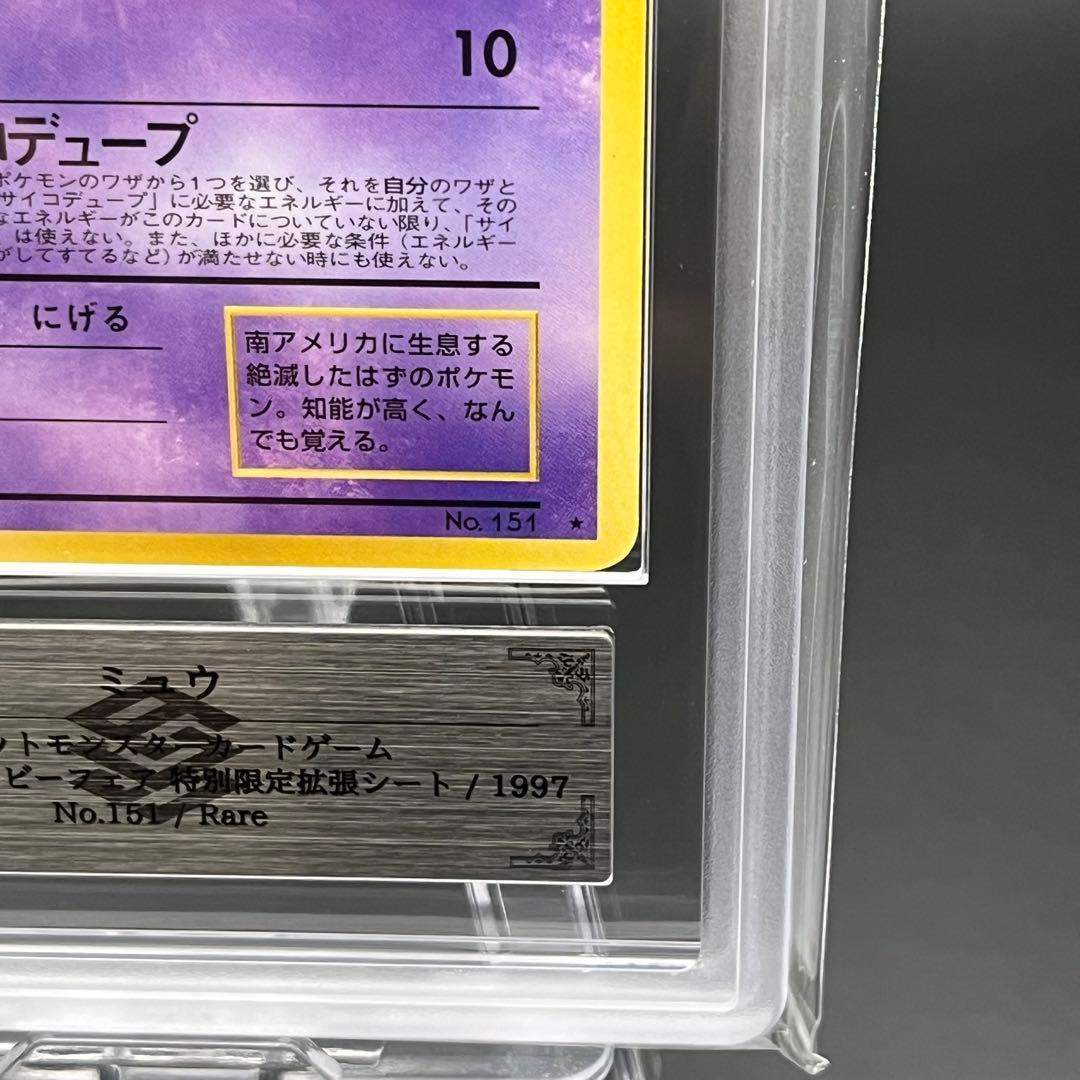 10
デュープ
ポケモンのワザから1つを選び、それを自分のワザと
サイコデュープ」に必要なエネルギーに加えて、その
なエネルギーがこのカードについていない限り、「サイ
は使えない。また、ほかに必要な条件(エネルギー
がしてすてるなど)が満たせない時にも使えない。
にげる
南アメリカに生息する
絶滅したはずのポケモ
ン。知能が高く、なん
でも覚える。
No. 151 ★
ミュウ
ットモンスターカードゲーム
ビーフェア 特別限定拡張シート / 1997
No.151 / Rare